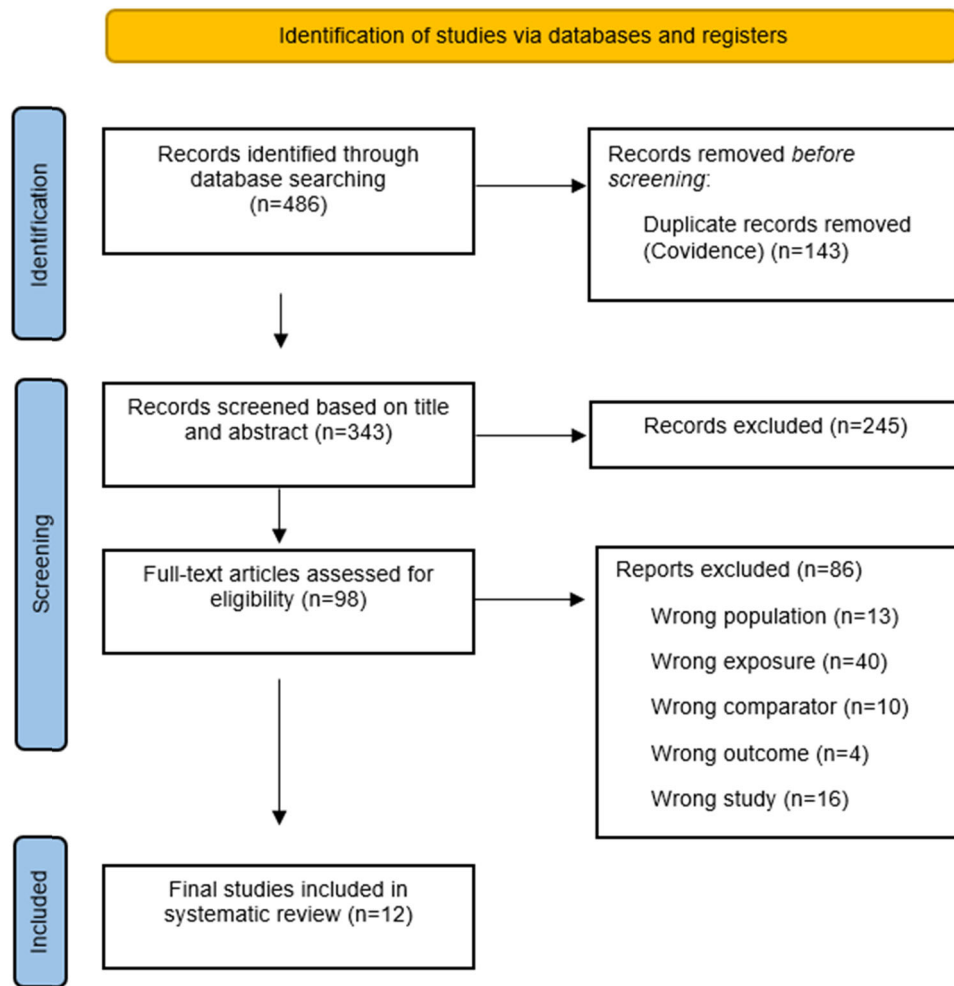 Identification of studies via databases and registers
Identification
Records identified through
database searching
(n=486)
Records removed before
screening:
Duplicate records removed
(Covidence) (n=143)
Screening
Records screened based on title
and abstract (n=343)
Records excluded (n=245)
Full-text articles assessed for
eligibility (n=98)
Reports excluded (n=86)
Wrong population (n=13)
Wrong exposure (n=40)
Wrong comparator (n=10)
Wrong outcome (n=4)
Wrong study (n=16)
Included
Final studies included in
systematic review (n=12)